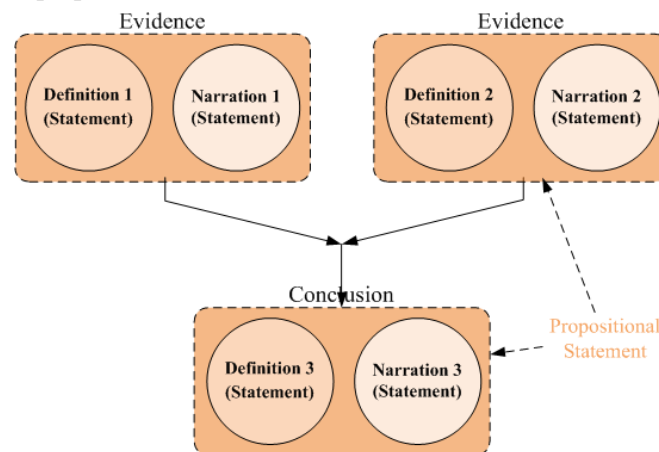 Evidence
Evidence
Definition 1
(Statement)
Narration 1
(Statement)
Definition 2
(Statement)
Narration 2
(Statement)
Conclusion
Propositional
Statement
Definition 3
(Statement)
Narration 3
(Statement)